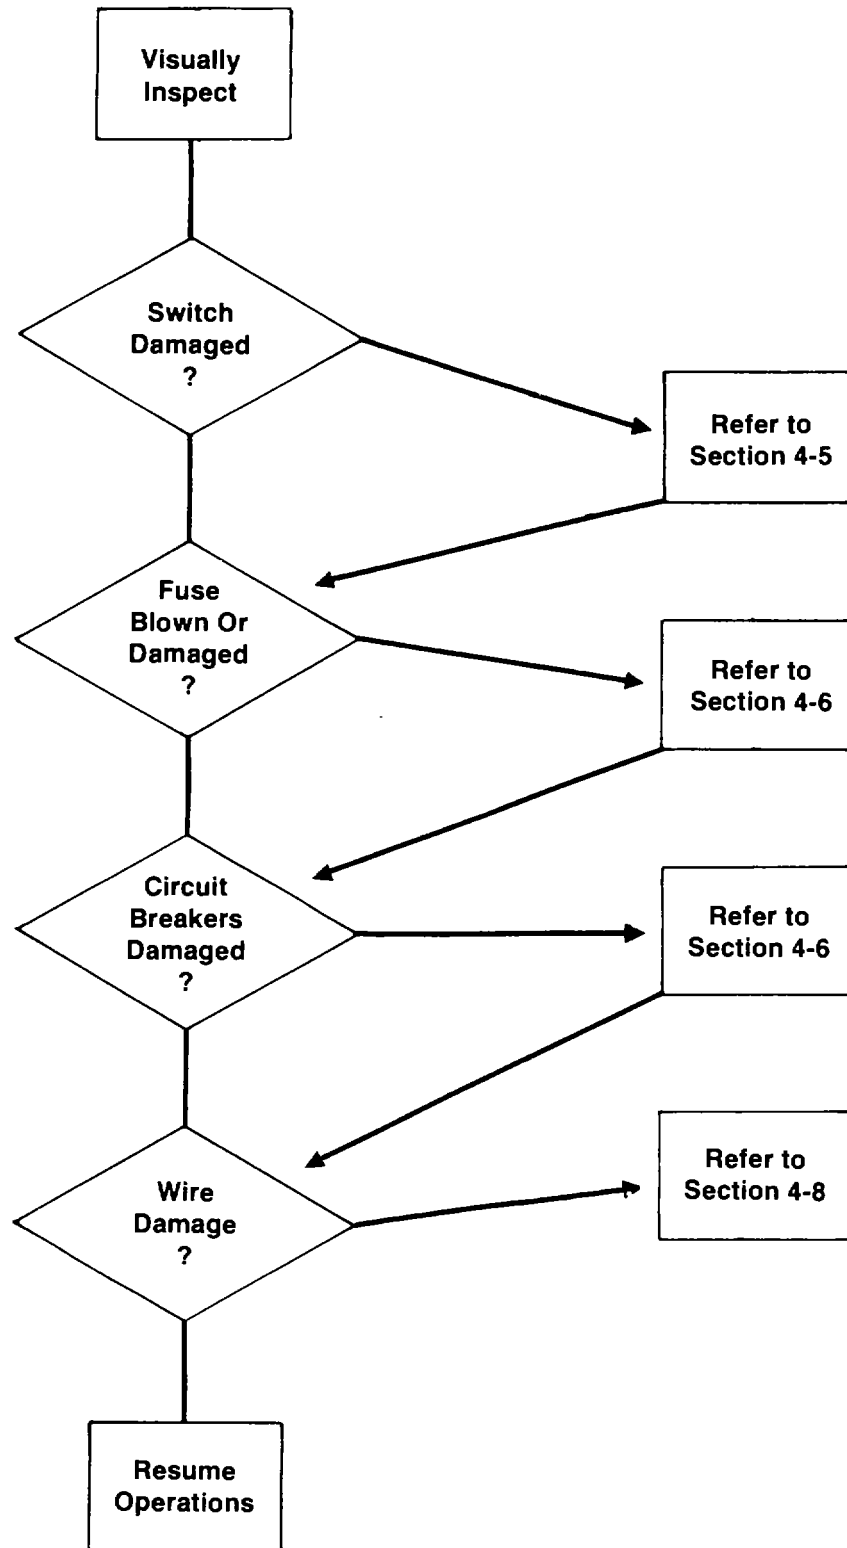 Visually
Inspect
Switch
Damaged
?
Refer to
Section 4-5
Fuse
Blown Or
Damaged
?
Refer to
Section 4-6
Circuit
Breakers
Damaged
?
Refer to
Section 4-6
Wire
Damage
?
Refer to
Section 4-8
Resume
Operations